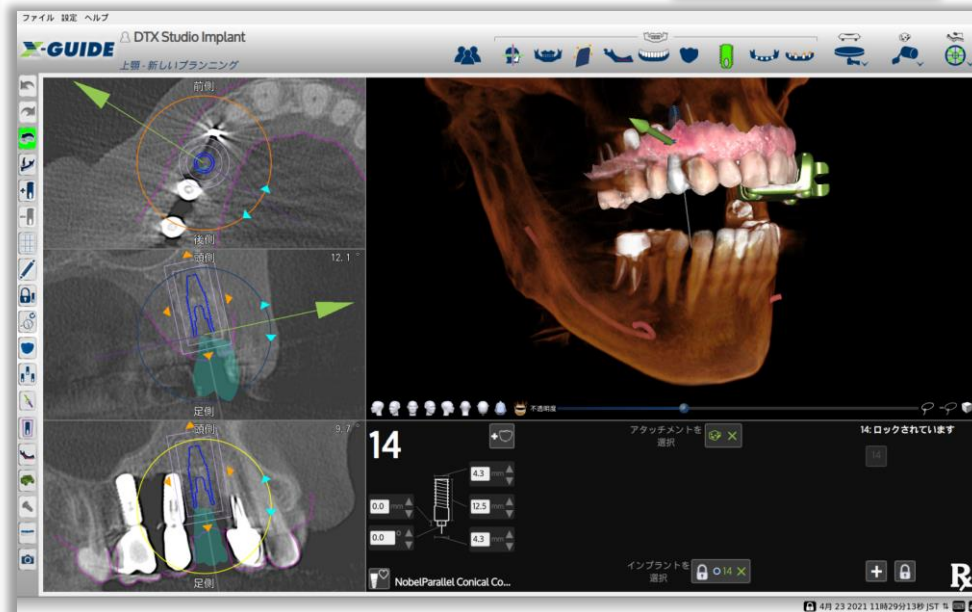 ファイル 設定 ヘルプ
X-GUIDE
DTX Studio Implant
上顎 - 新しいプランニング
前側
後側
頭側
12.1 °
足側
頭側
9.7 °
足側
不透明度
14
4.3 mm
0.0 mm
12.5 mm
0.0 °
4.3 mm
NobelParallel Conical Co...
アタッチメントを
選択
14: ロックされています
14
インプラントを
選択
14
Rx
4月 23 2021 11時29分13秒 JST